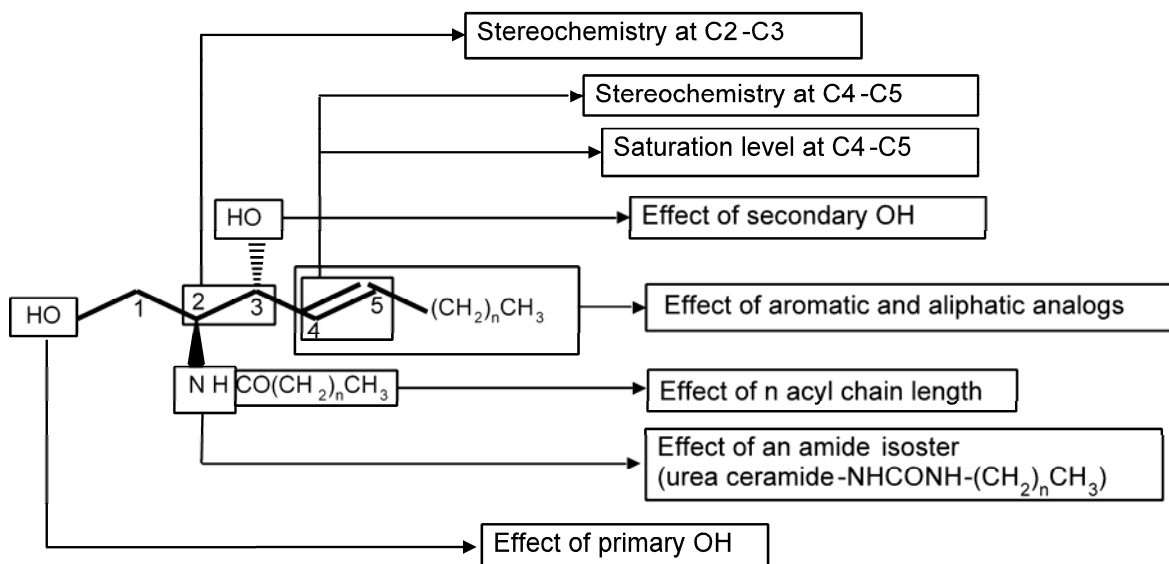 Stereochemistry at C2-C3
Stereochemistry at C4-C5
Saturation level at C4-C5
HO
Effect of secondary OH
HO
1
2
3
4
5
(CH₂)ₙCH₃
Effect of aromatic and aliphatic analogs
N H CO(CH₂)ₙCH₃
Effect of n acyl chain length
Effect of an amide isoster
(urea ceramide-NHCONH-(CH₂)ₙCH₃)
Effect of primary OH